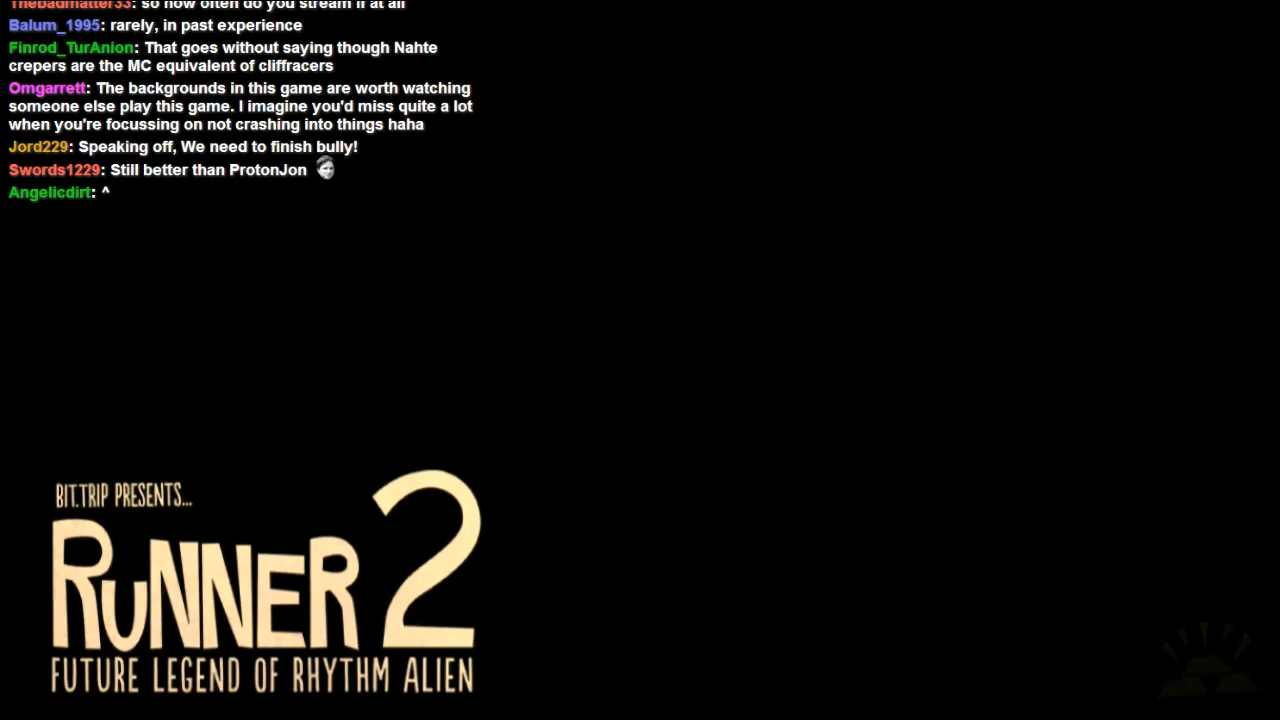 Thebadmatter33: so how often do you stream if at all
Balum_1995: rarely, in past experience
Finrod_TurAnion: That goes without saying though Nahte
crepers are the MC equivalent of cliffracers
Omgarrett: The backgrounds in this game are worth watching
someone else play this game. I imagine you'd miss quite a lot
when you're focussing on not crashing into things haha
Jord229: Speaking off, We need to finish bully!
Swords1229: Still better than ProtonJon
Angelicdirt: ^
BIT.TRIP PRESENTS...
RUNNER 2
FUTURE LEGEND OF RHYTHM ALIEN